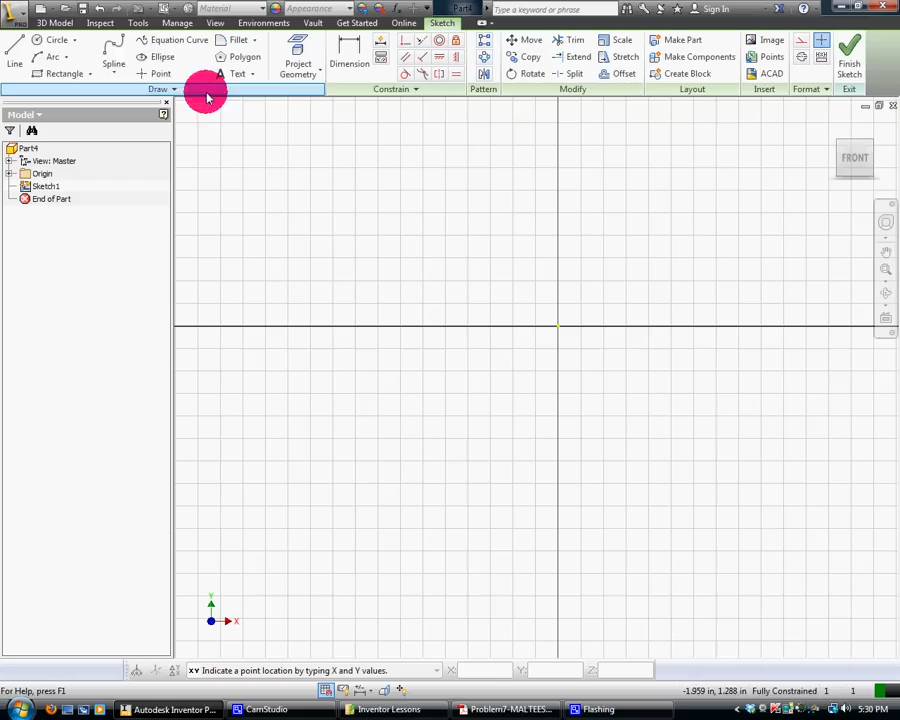 PRO
Material
Appearance
Part4
Type a keyword or phrase
Sign In
3D Model Inspect Tools Manage View Environments Vault Get Started Online Sketch
Line
Circle
Arc
Rectangle
Spline
Equation Curve
Ellipse
Point
Fillet
Polygon
Text
Project
Geometry
Dimension
Move
Copy
Rotate
Trim
Extend
Split
Scale
Stretch
Offset
Make Part
Make Components
Create Block
Image
Points
ACAD
Finish
Sketch
Draw Constrain Pattern Modify Layout Insert Format Exit
Model
Part4
View: Master
Origin
Sketch1
End of Part
FRONT
Y
X
XY Indicate a point location by typing X and Y values. X: Y: Z:
For Help, press F1
-1.959 in, 1.288 in Fully Constrained 1 1
Autodesk Inventor P... CamStudio Inventor Lessons Problem7-MALTEES... Flashing 5:30 PM